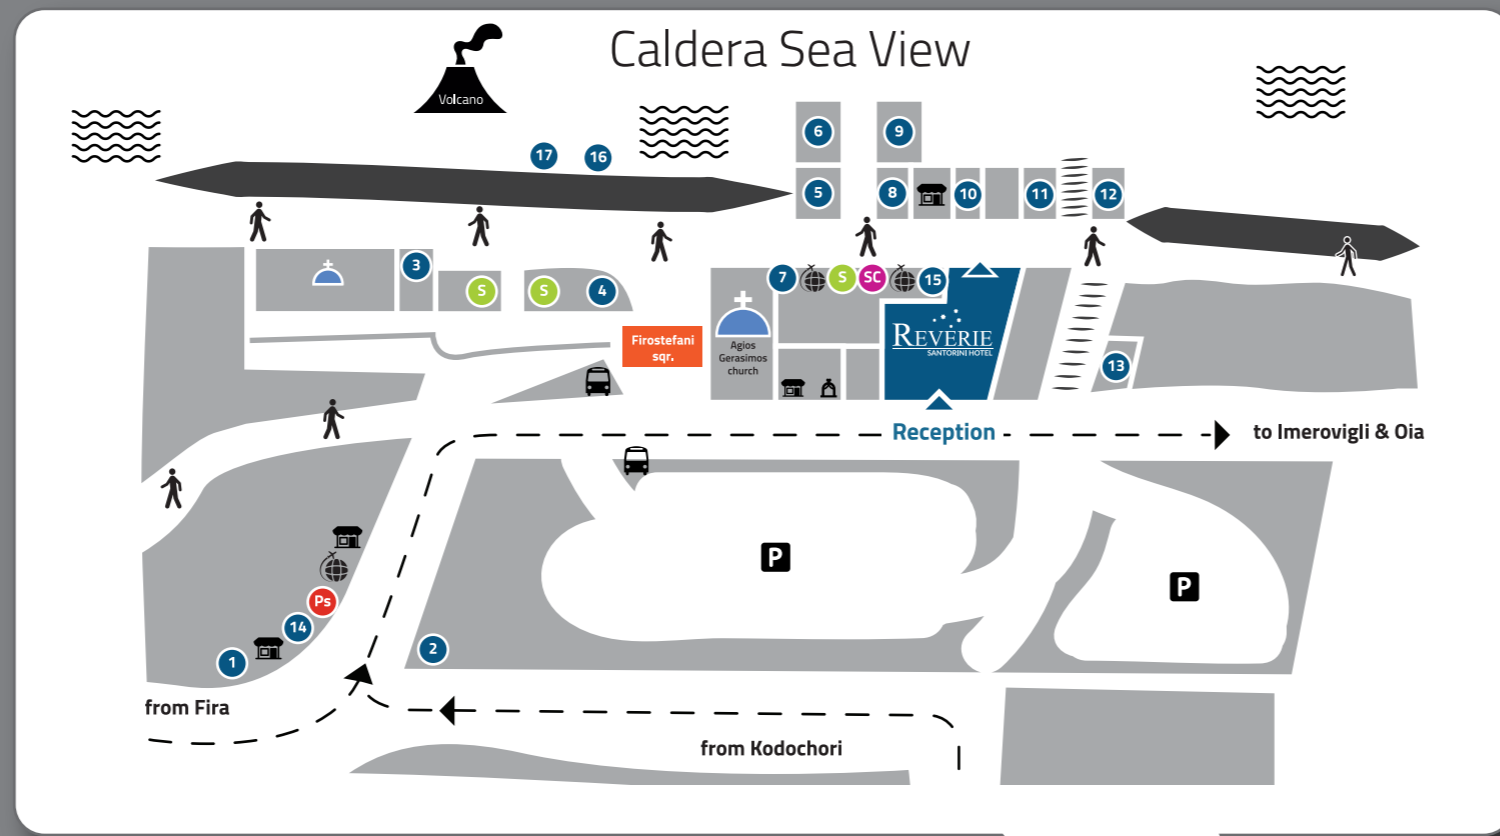 Caldera Sea View
Volcano
17
16
6
9
5
8
10
11
12
3
S
S
4
7
S
SC
15
Firostefani
sqr.
Agios
Gerasimos
church
REVERIE
SANTORINI HOTEL
13
Reception
to Imerovigli & Oia
P
P
Ps
14
1
2
from Fira
from Kodochori